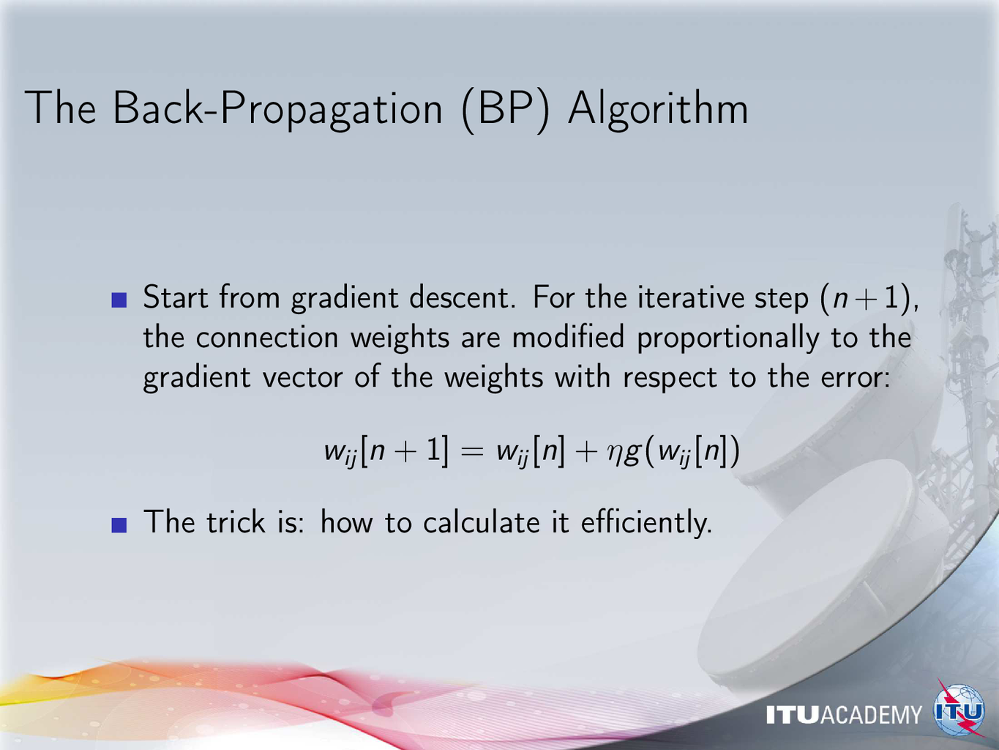 The Back-Propagation (BP) Algorithm
Start from gradient descent. For the iterative step (n + 1),
the connection weights are modified proportionally to the
gradient vector of the weights with respect to the error:
w_{ij}[n + 1] = w_{ij}[n] + ηg(w_{ij}[n])
The trick is: how to calculate it efficiently.
ITUACADEMY
ITU